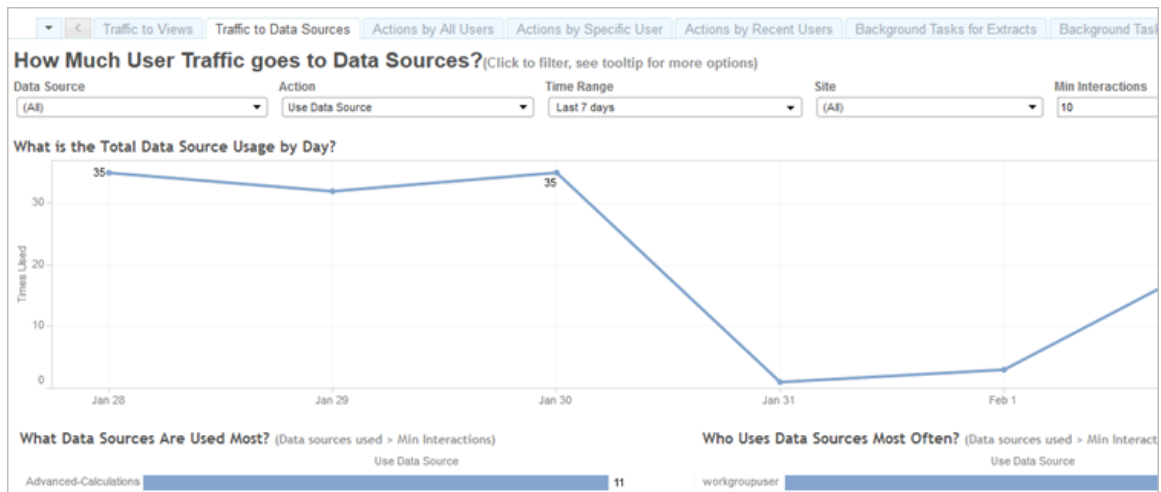 Traffic to Views Traffic to Data Sources Actions by All Users Actions by Specific User Actions by Recent Users Background Tasks for Extracts Background
How Much User Traffic goes to Data Sources?(Click to filter, see tooltip for more options)
Data Source Action Time Range Site Min Interactions
(All) Use Data Source Last 7 days (All) 10
What is the Total Data Source Usage by Day?
35
35
30
20
10
0
Times Used
Jan 28 Jan 29 Jan 30 Jan 31 Feb 1
What Data Sources Are Used Most? (Data sources used > Min Interactions) Who Uses Data Sources Most Often? (Data sources used > Min
Use Data Source Use Data Source
Advanced-Calculations 11 workgroupuser